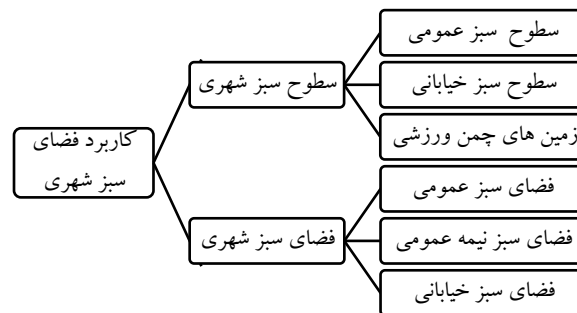 کاربرد فضای
سبز شهری
سطوح سبز شهری
سطوح سبز عمومی
سطوح سبز خیابانی
زمین های چمن ورزشی
فضای سبز شهری
فضای سبز عمومی
فضای سبز نیمه عمومی
فضای سبز خیابانی